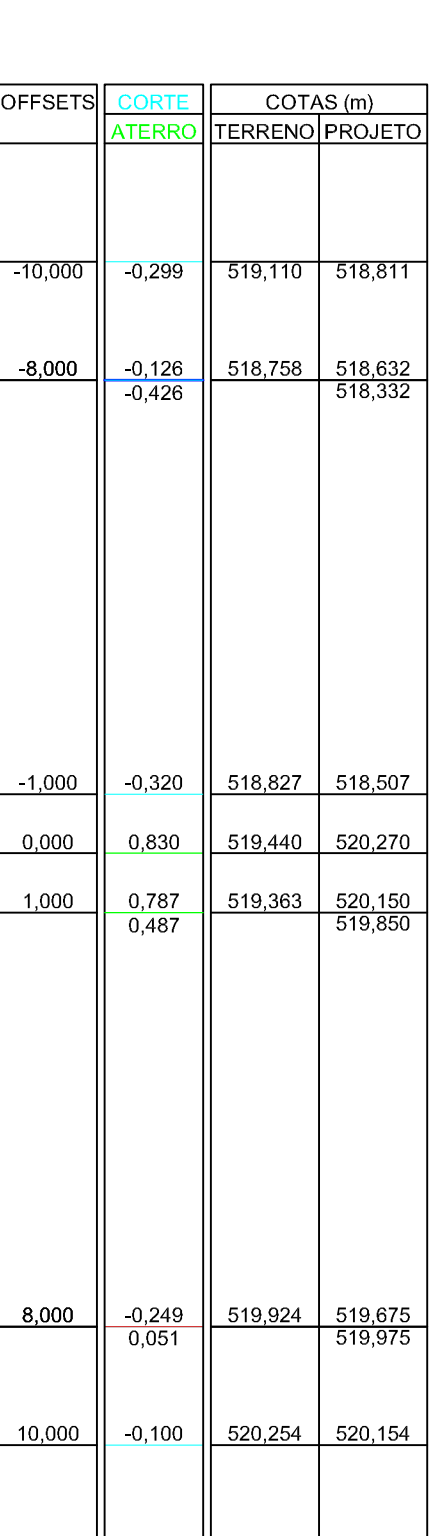 OFFSETS CORTE COTAS (m)
ATERRO TERRENO PROJETO
-10,000 -0,299 519,110 518,811
-8,000 -0,126 518,758 518,632
-0,426 518,332
-1,000 -0,320 518,827 518,507
0,000 0,830 519,440 520,270
1,000 0,787 519,363 520,150
0,487 519,850
8,000 -0,249 519,924 519,675
0,051 519,975
10,000 -0,100 520,254 520,154